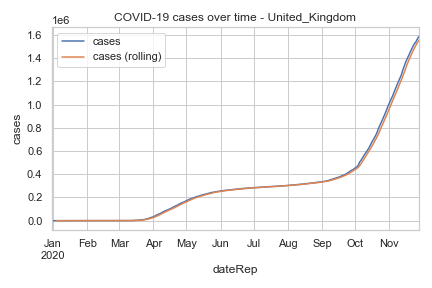 COVID-19 cases over time - United_Kingdom
1e6
cases
cases (rolling)
1.6
1.4
1.2
1.0
0.8
0.6
0.4
0.2
0.0
cases
Jan Feb Mar Apr May Jun Jul Aug Sep Oct Nov
2020
dateRep